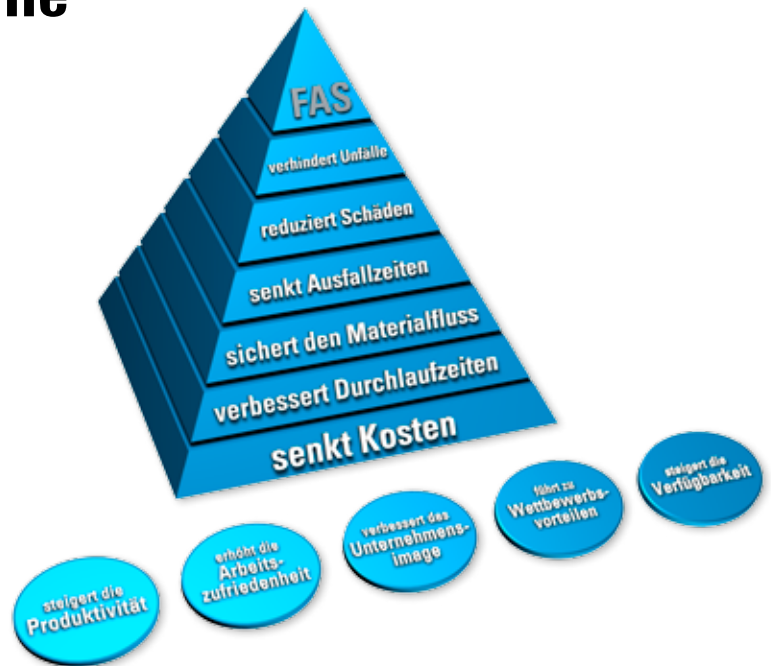 FAS
verhindert Unfälle
reduziert Schäden
senkt Ausfallzeiten
sichert den Materialfluss
verbessert Durchlaufzeiten
senkt Kosten
steigert die
Produktivität
erhöht die
Arbeits-
zufriedenheit
verbessert das
Unternehmens-
image
führt zu
Wettbewerbs-
vorteilen
steigert die
Verfügbarkeit